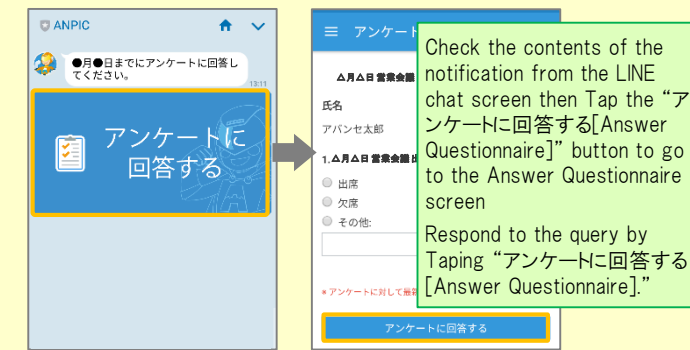 ANPIC
●月●日までにアンケートに回答し
てください。
13:11
アンケートに
回答する
アンケート
△月△日 営業会議
氏名
アバンセ太郎
1.△月△日 営業会議 出
出席
欠席
その他:
* アンケートに対して最新
アンケートに回答する
Check the contents of the
notification from the LINE
chat screen then Tap the “ア
ンケートに回答する[Answer
Questionnaire]” button to go
to the Answer Questionnaire
screen
Respond to the query by
Taping “アンケートに回答する
[Answer Questionnaire].”